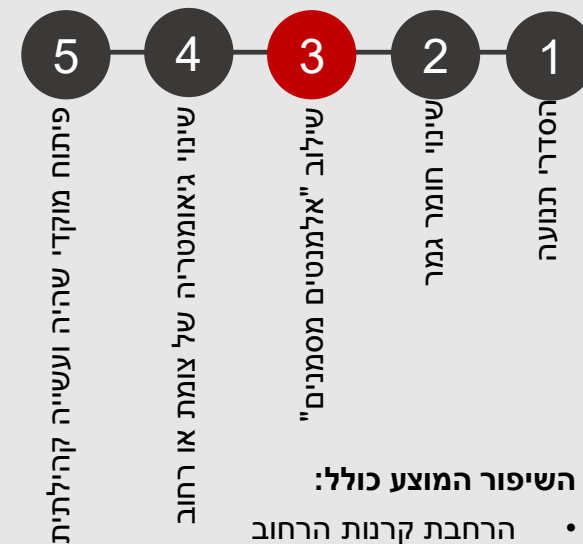 1
2
3
4
5
הסדרי תנועה
שינוי חומר גמר
שילוב "אלמנטים מסמנים"
שינוי גיאומטריה של צומת או רחוב
פיתוח מוקדי שהיה ועשייה קהילתית
השיפור המוצע כולל:
• הרחבת קרנות הרחוב